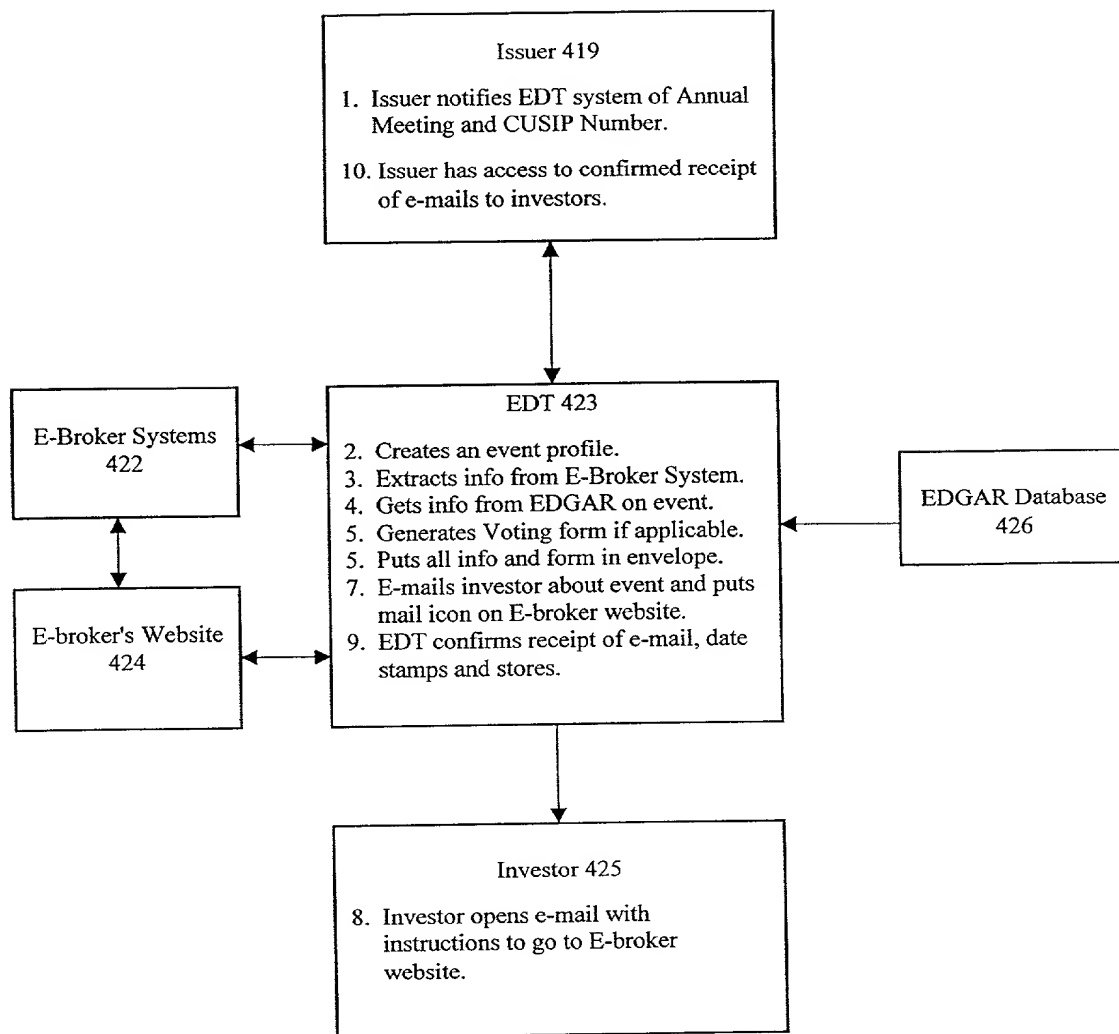 Issuer 419
1. Issuer notifies EDT system of Annual
Meeting and CUSIP Number.
10. Issuer has access to confirmed receipt
of e-mails to investors.
E-Broker Systems
422
E-broker's Website
424
EDT 423
2. Creates an event profile.
3. Extracts info from E-Broker System.
4. Gets info from EDGAR on event.
5. Generates Voting form if applicable.
5. Puts all info and form in envelope.
7. E-mails investor about event and puts
mail icon on E-broker website.
9. EDT confirms receipt of e-mail, date
stamps and stores.
EDGAR Database
426
Investor 425
8. Investor opens e-mail with
instructions to go to E-broker
website.